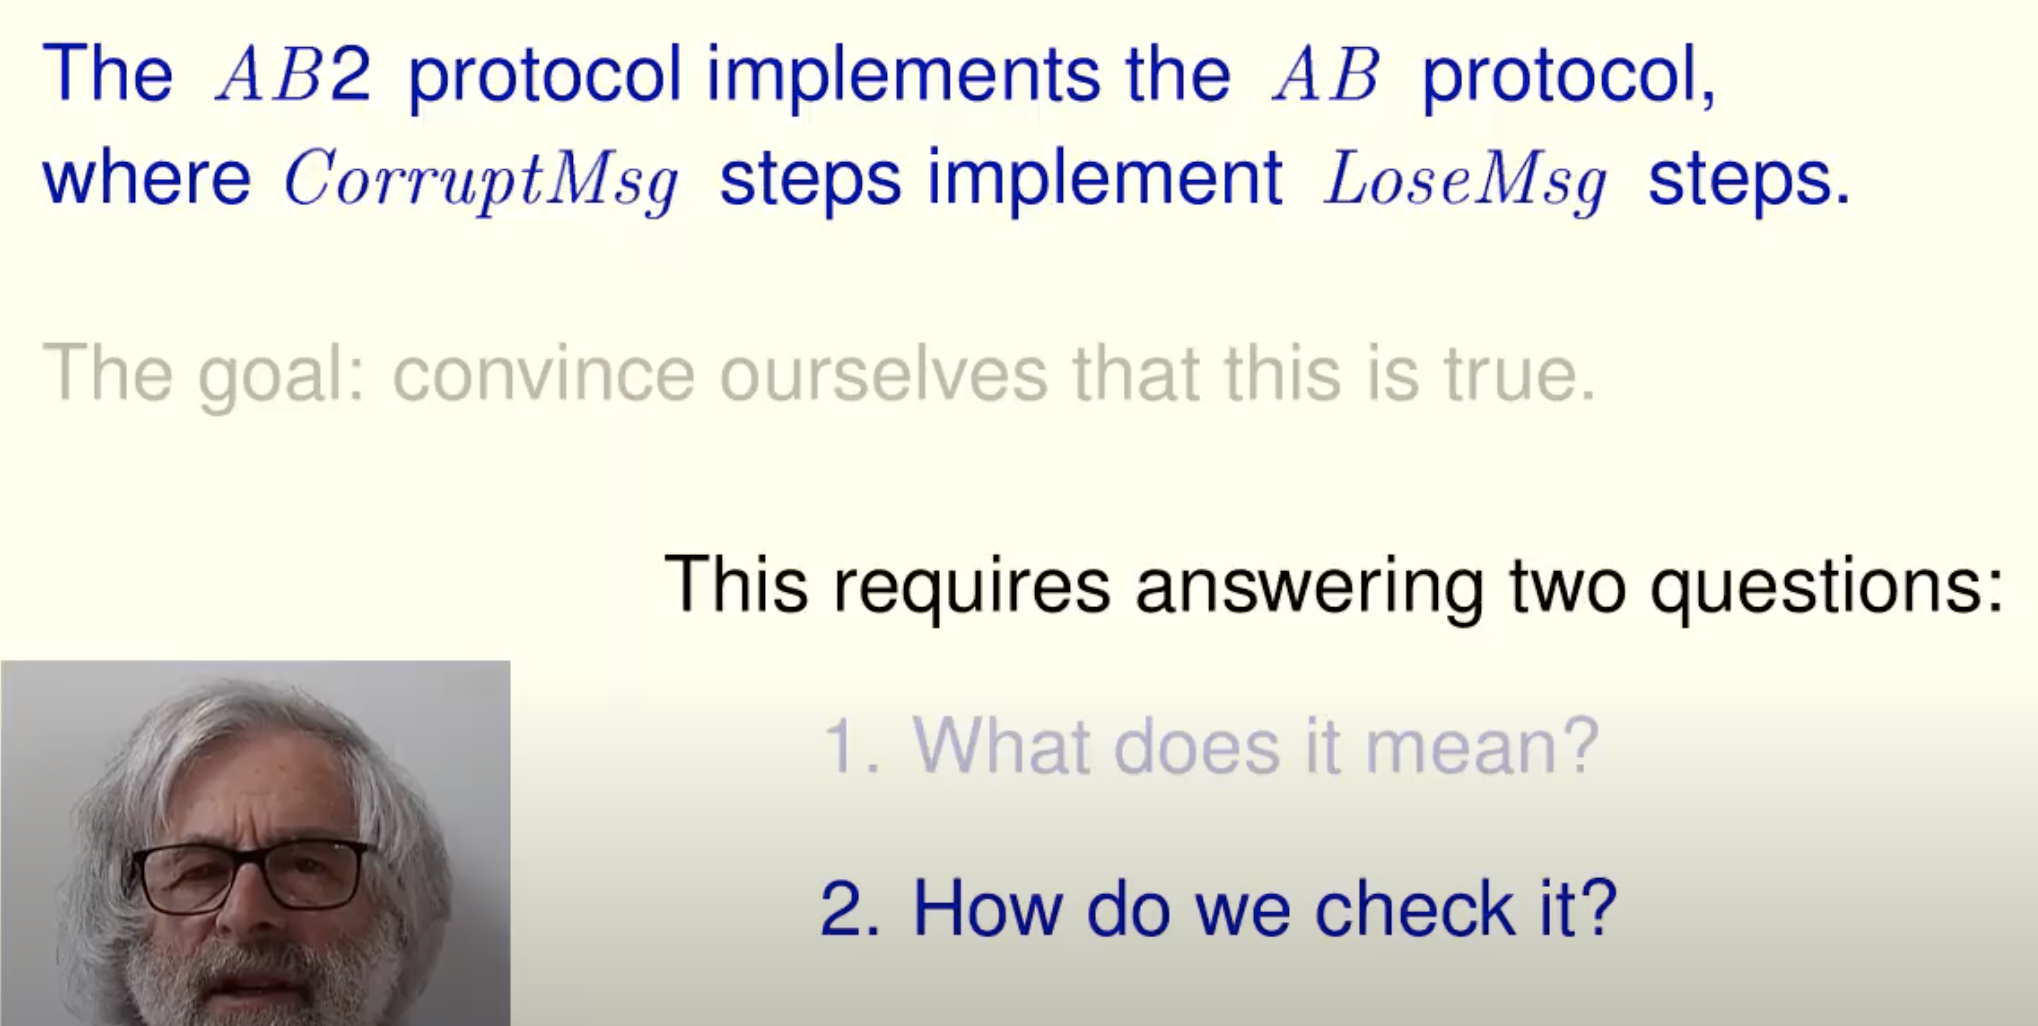 The AB2 protocol implements the AB protocol,
where CorruptMsg steps implement LoseMsg steps.
The goal: convince ourselves that this is true.
This requires answering two questions:
1. What does it mean?
2. How do we check it?